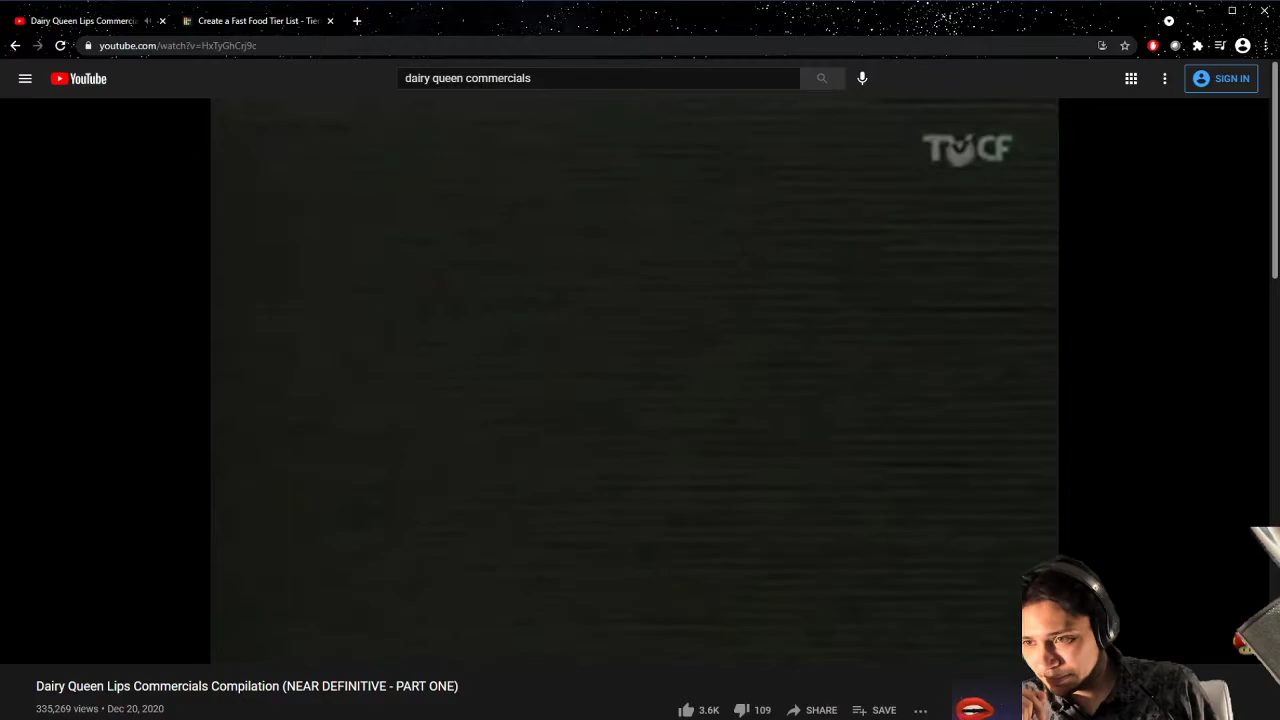 Dairy Queen Lips Commercia
Create a Fast Food Tier List - Tier
youtube.com/watch?v=HxTyGhCrj9c
YouTube
dairy queen commercials
SIGN IN
TVCF
Dairy Queen Lips Commercials Compilation (NEAR DEFINITIVE - PART ONE)
335,269 views • Dec 20, 2020
3.6K
109
SHARE
SAVE